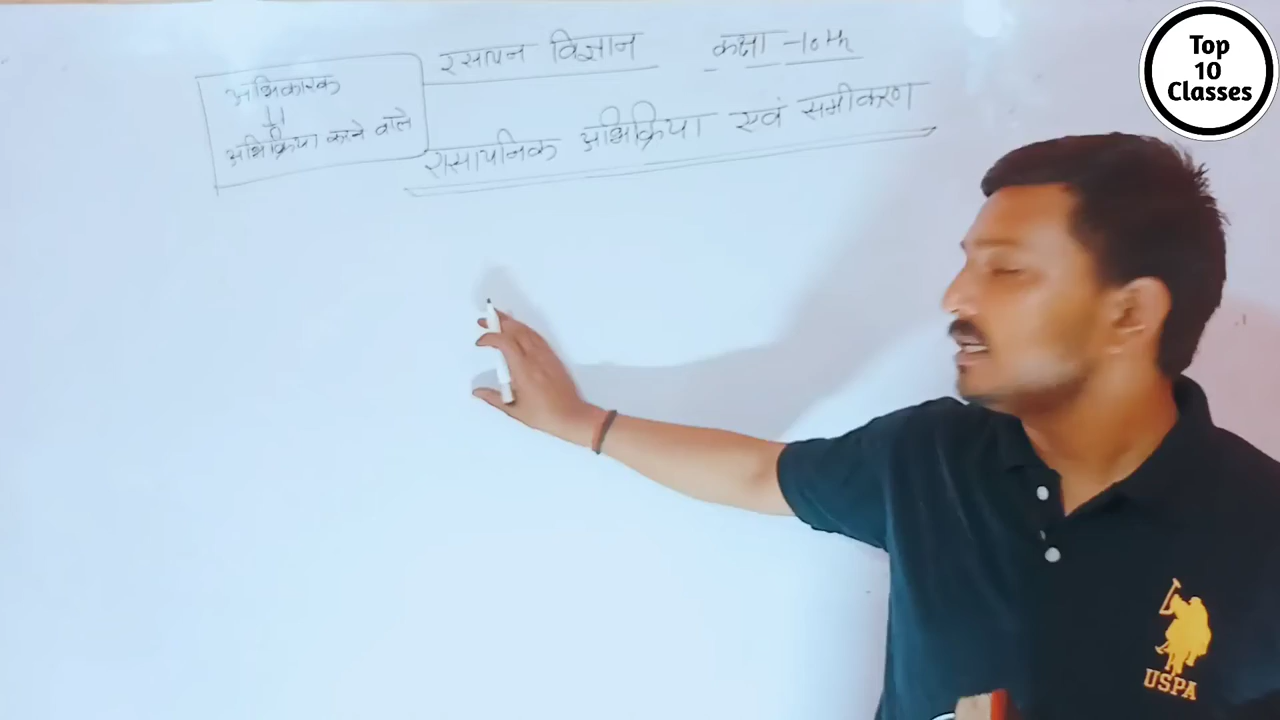 रसायन विज्ञान कक्षा -10th
रासायनिक अभिक्रिया एवं समीकरण
अभिकारक
⇓
अभिक्रिया करने वाले
Top
10
Classes
USPA